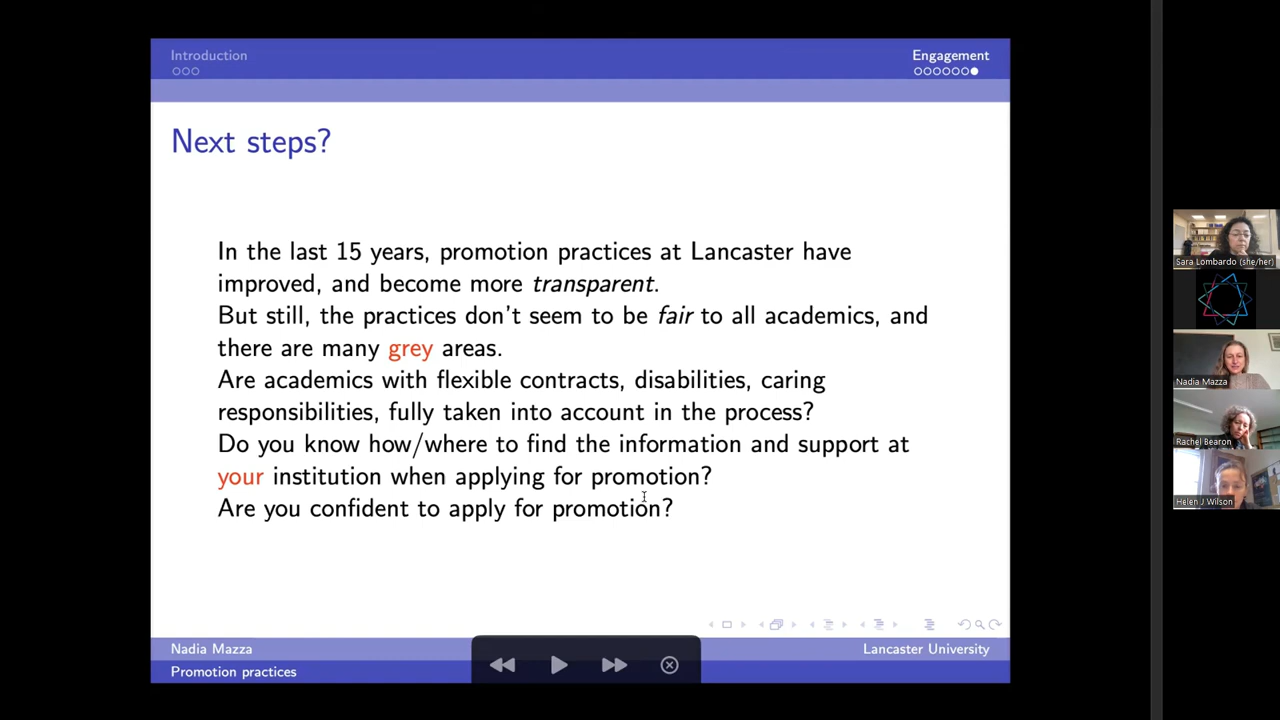 Introduction
Engagement
Next steps?
In the last 15 years, promotion practices at Lancaster have
improved, and become more transparent.
But still, the practices don't seem to be fair to all academics, and
there are many grey areas.
Are academics with flexible contracts, disabilities, caring
responsibilities, fully taken into account in the process?
Do you know how/where to find the information and support at
your institution when applying for promotion?
Are you confident to apply for promotion?
Nadia Mazza
Lancaster University
Promotion practices
Sara Lombardo (she/her)
Nadia Mazza
Rachel Bearon
Helen J Wilson